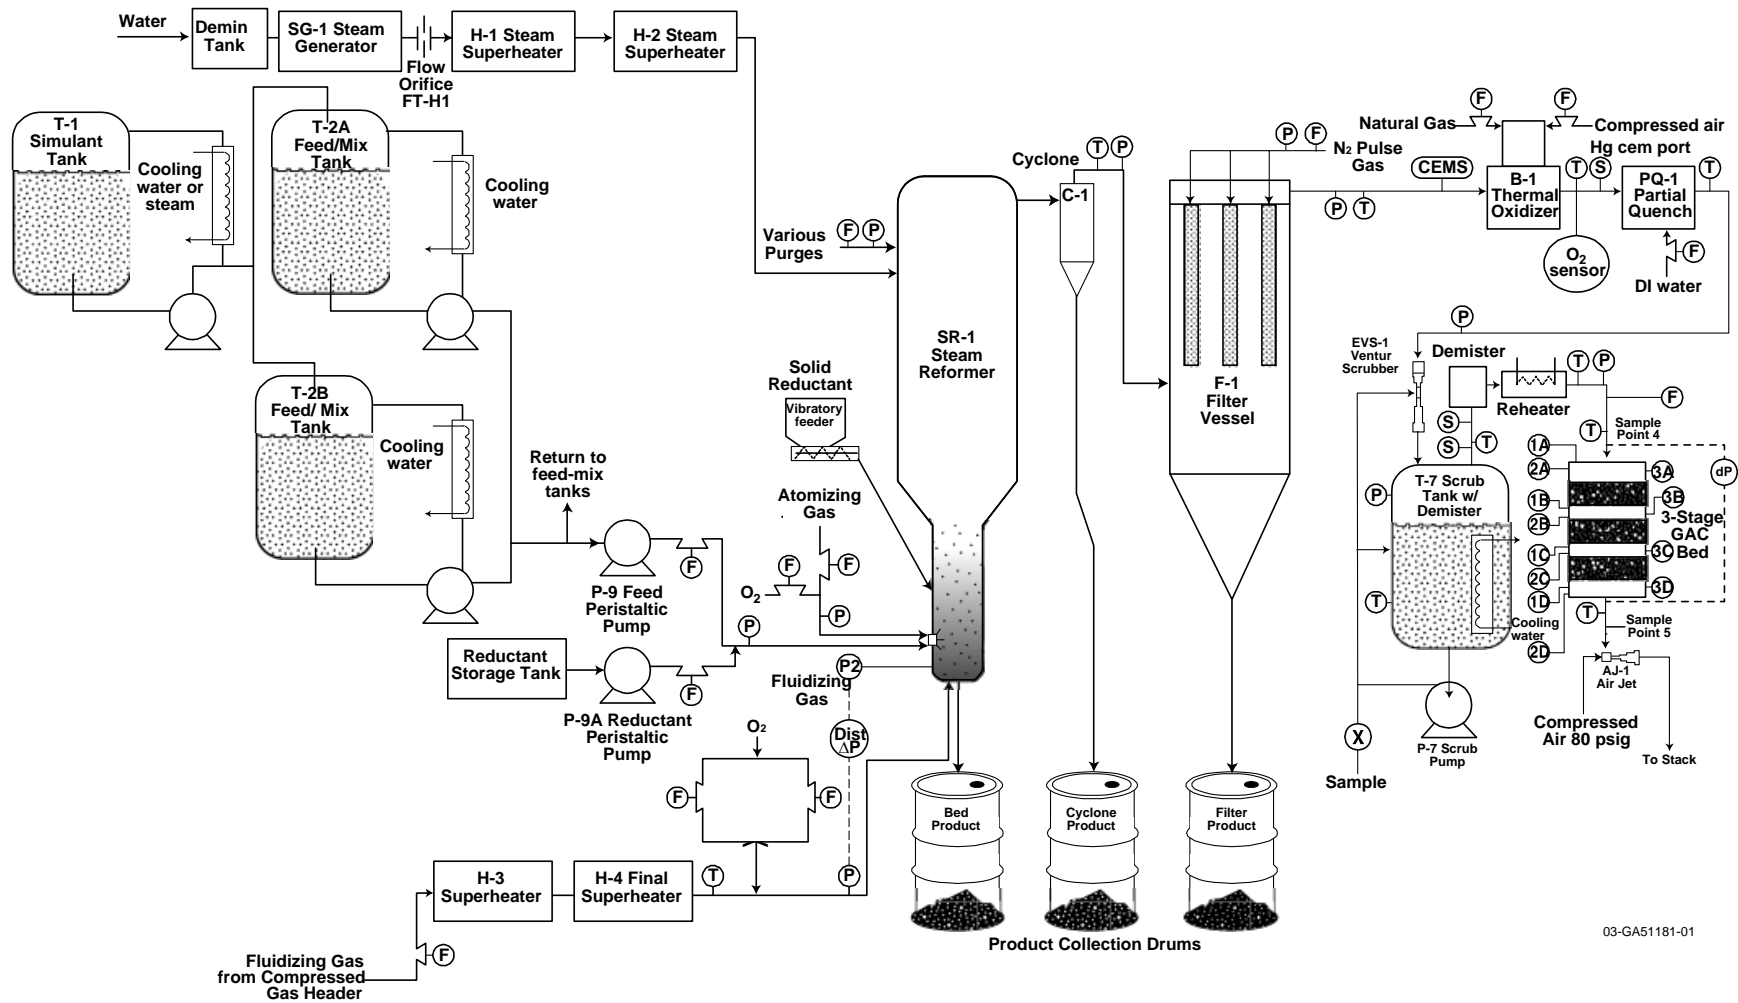 Water
Demin
Tank
SG-1 Steam
Generator
Flow
Orifice
FT-H1
H-1 Steam
Superheater
H-2 Steam
Superheater
T-1
Simulant
Tank
Cooling
water or
steam
T-2A
Feed/Mix
Tank
Cooling
water
T-2B
Feed/ Mix
Tank
Cooling
water
Return to
feed-mix
tanks
P-9 Feed
Peristaltic
Pump
F
Reductant
Storage Tank
P-9A Reductant
Peristaltic
Pump
F
P
Atomizing
Gas
F
F
O2
P
Solid
Reductant
Vibratory
feeder
Various
Purges
F
P
SR-1
Steam
Reformer
P2
Fluidizing
Gas
Dist
ΔP
O2
F
F
H-3
Superheater
H-4 Final
Superheater
T
P
F
Fluidizing Gas
from Compressed
Gas Header
Cyclone
T
P
C-1
P
F
N2 Pulse
Gas
F-1
Filter
Vessel
P
T
CEMS
Natural Gas
F
F
Compressed air
Hg cem port
B-1
Thermal
Oxidizer
T
S
O2
sensor
PQ-1
Partial
Quench
T
F
DI water
P
EVS-1
Ventur
Scrubber
Demister
Reheater
T
P
F
S
S
T
T
Sample
Point 4
dP
T-7 Scrub
Tank w/
Demister
P
T
Cooling
water
1A
2A
1B
2B
1C
2C
1D
2D
3A
3B
3C
3D
3-Stage
GAC
Bed
T
Sample
Point 5
AJ-1
Air Jet
Compressed
Air 80 psig
To Stack
P-7 Scrub
Pump
X
Sample
Bed
Product
Cyclone
Product
Filter
Product
Product Collection Drums
03-GA51181-01